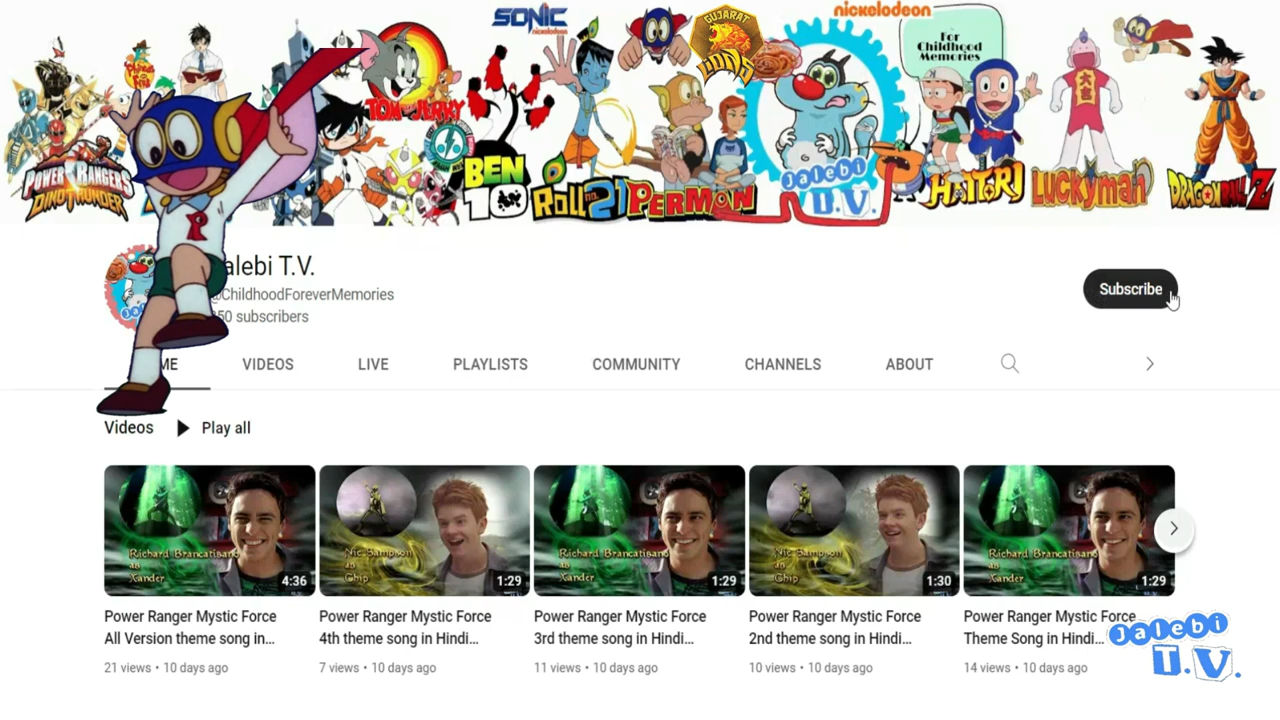 SONIC
nickelodeon
nickelodeon
GUJARAT
LIONS
For
Childhood
Memories
TOM and JERRY
POWER RANGERS
DINO THUNDER
BEN
10
Roll no. 21
PERMAN
Jalebi
T.V.
HATTORI
Luckyman
DRAGON BALL Z
R
alebi T.V.
@ChildhoodForeverMemories
50 subscribers
Subscribe
ME
VIDEOS
LIVE
PLAYLISTS
COMMUNITY
CHANNELS
ABOUT
Videos
Play all
Richard Brancatisano
as
Xander
4:36
Nic Sampson
as
Chip
1:29
Richard Brancatisano
as
Xander
1:29
Nic Sampson
as
Chip
1:30
Richard Brancatisano
as
Xander
1:29
Power Ranger Mystic Force
All Version theme song in...
21 views • 10 days ago
Power Ranger Mystic Force
4th theme song in Hindi...
7 views • 10 days ago
Power Ranger Mystic Force
3rd theme song in Hindi...
11 views • 10 days ago
Power Ranger Mystic Force
2nd theme song in Hindi...
10 views • 10 days ago
Power Ranger Mystic Force
Theme Song in Hindi...
14 views • 10 days ago
Jalebi
T.V.